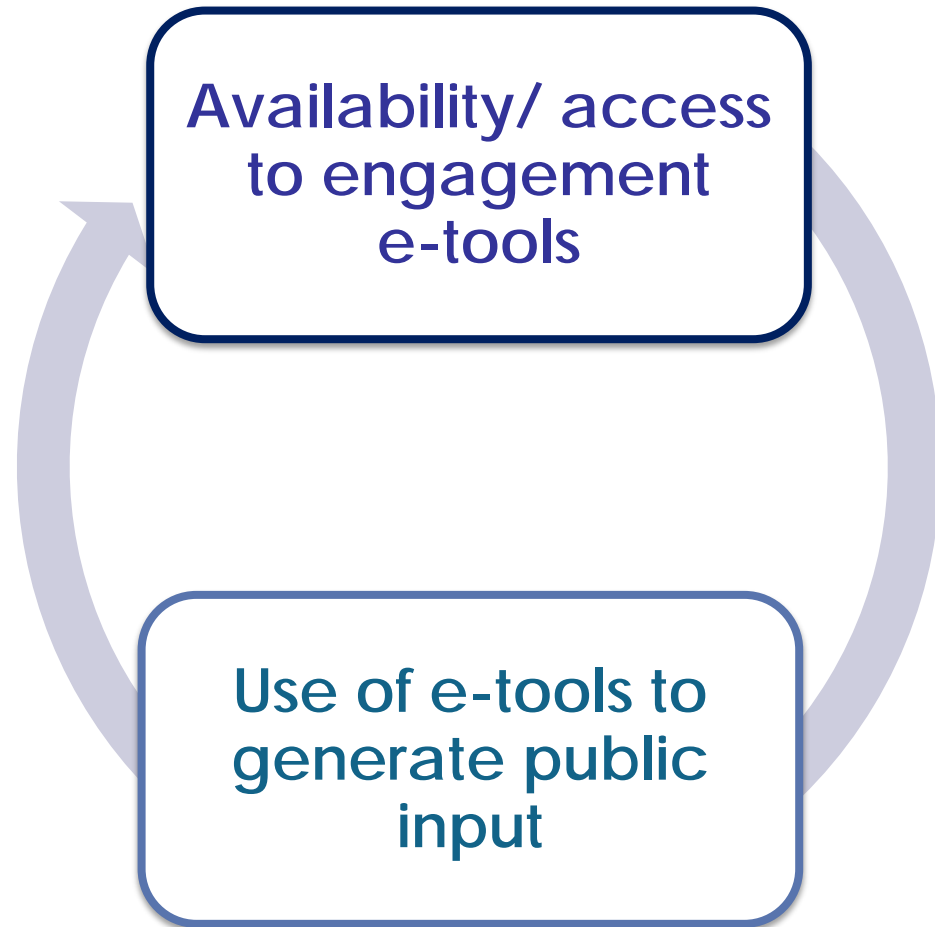 Availability/ access
to engagement
e-tools
Use of e-tools to
generate public
input